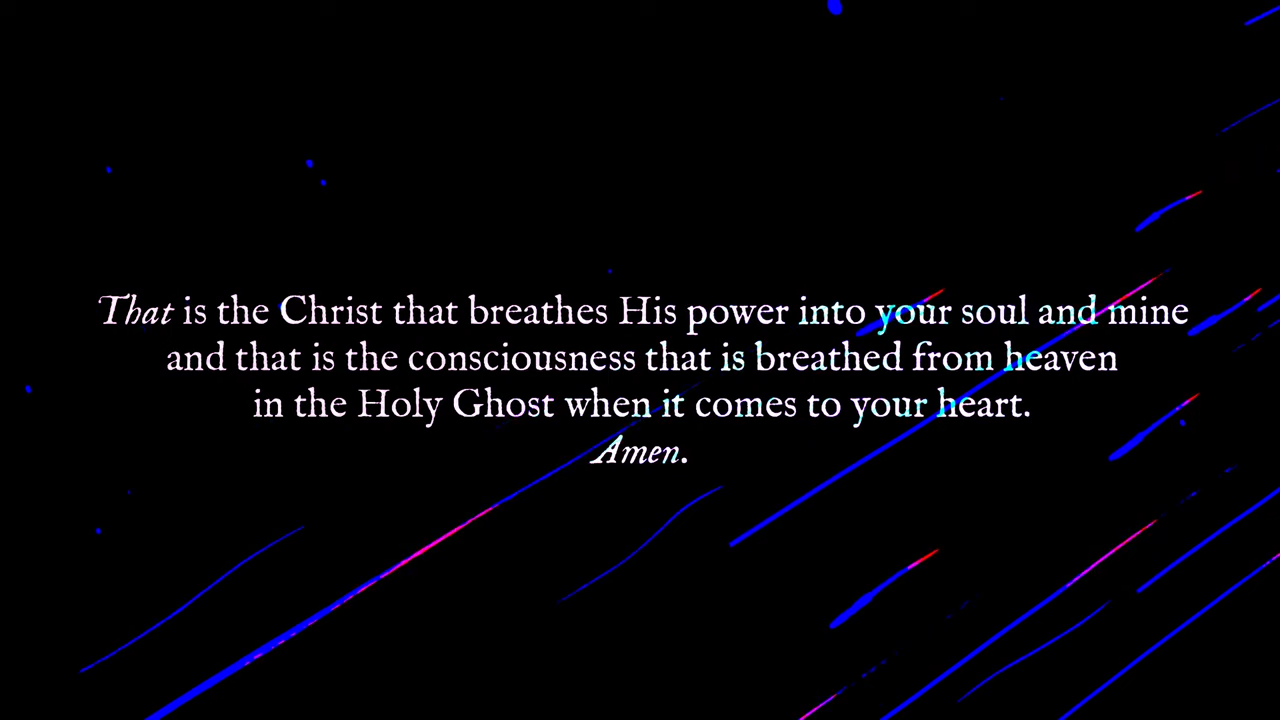 That is the Christ that breathes His power into your soul and mine
and that is the consciousness that is breathed from heaven
in the Holy Ghost when it comes to your heart.
Amen.